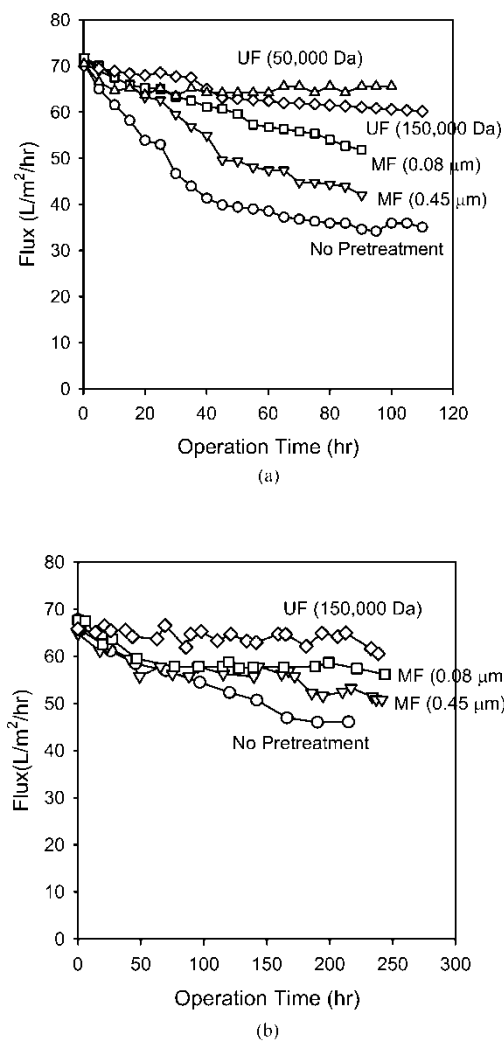 80
70
60
50
40
30
20
10
0
Flux (L/m²/hr)
UF (50,000 Da)
UF (150,000 Da)
MF (0.08 µm)
MF (0.45 µm)
No Pretreatment
0 20 40 60 80 100 120
Operation Time (hr)
(a)
80
70
60
50
40
30
20
10
0
Flux(L/m²/hr)
UF (150,000 Da)
MF (0.08 µm)
MF (0.45 µm)
No Pretreatment
0 50 100 150 200 250 300
Operation Time (hr)
(b)